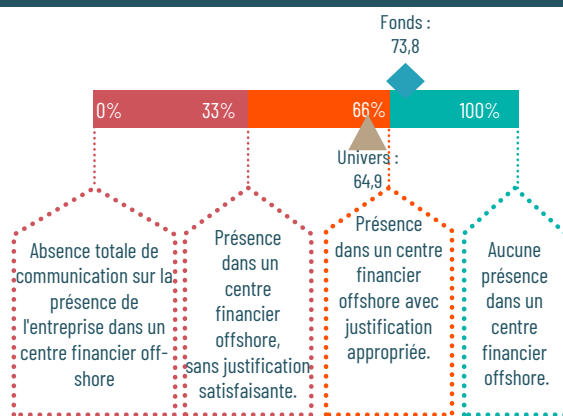 Fonds :
73,8
0%
33%
66%
100%
Univers :
64,9
Absence totale de
communication sur la
présence de
l'entreprise dans un
centre financier off-
shore
Présence
dans un
centre
financier
offshore,
sans justification
satisfaisante.
Présence
dans un centre
financier
offshore avec
justification
appropriée.
Aucune
présence
dans un
centre
financier
offshore.